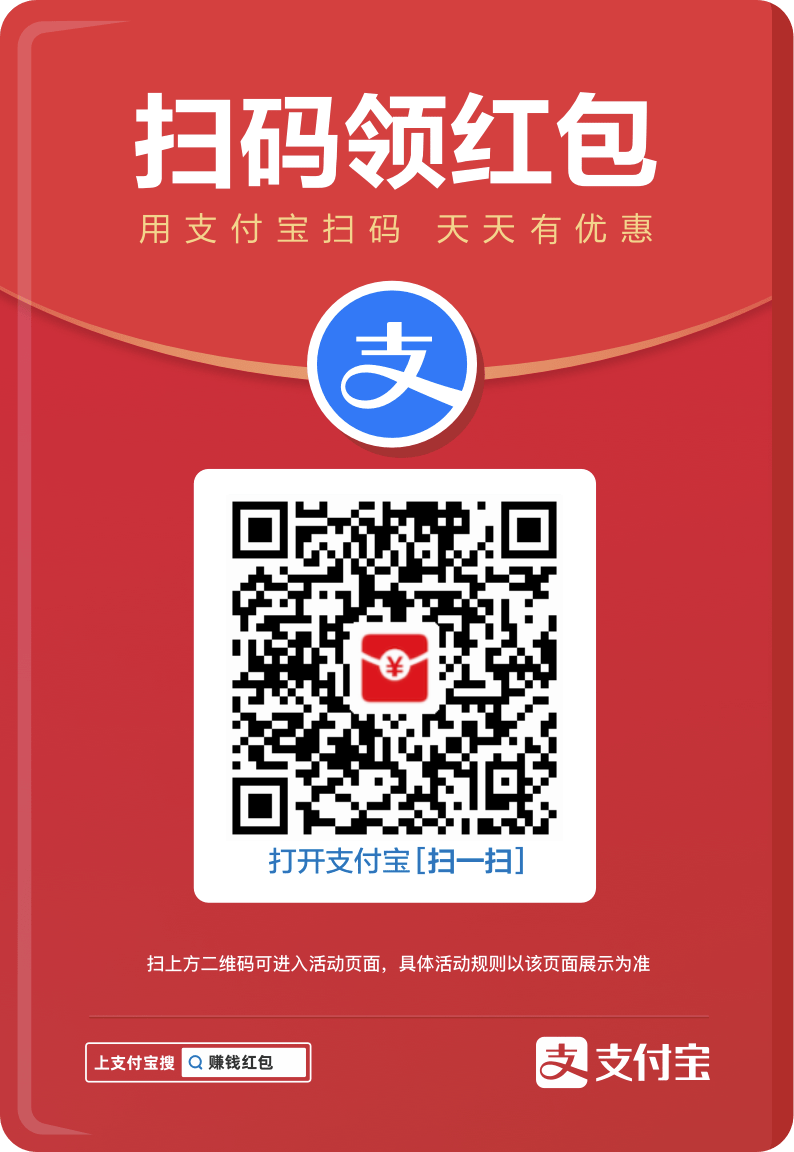 扫码领红包
用支付宝扫码 天天有优惠
支
¥
打开支付宝[扫一扫]
扫上方二维码可进入活动页面，具体活动规则以该页面展示为准
上支付宝搜 赚钱红包
支 支付宝